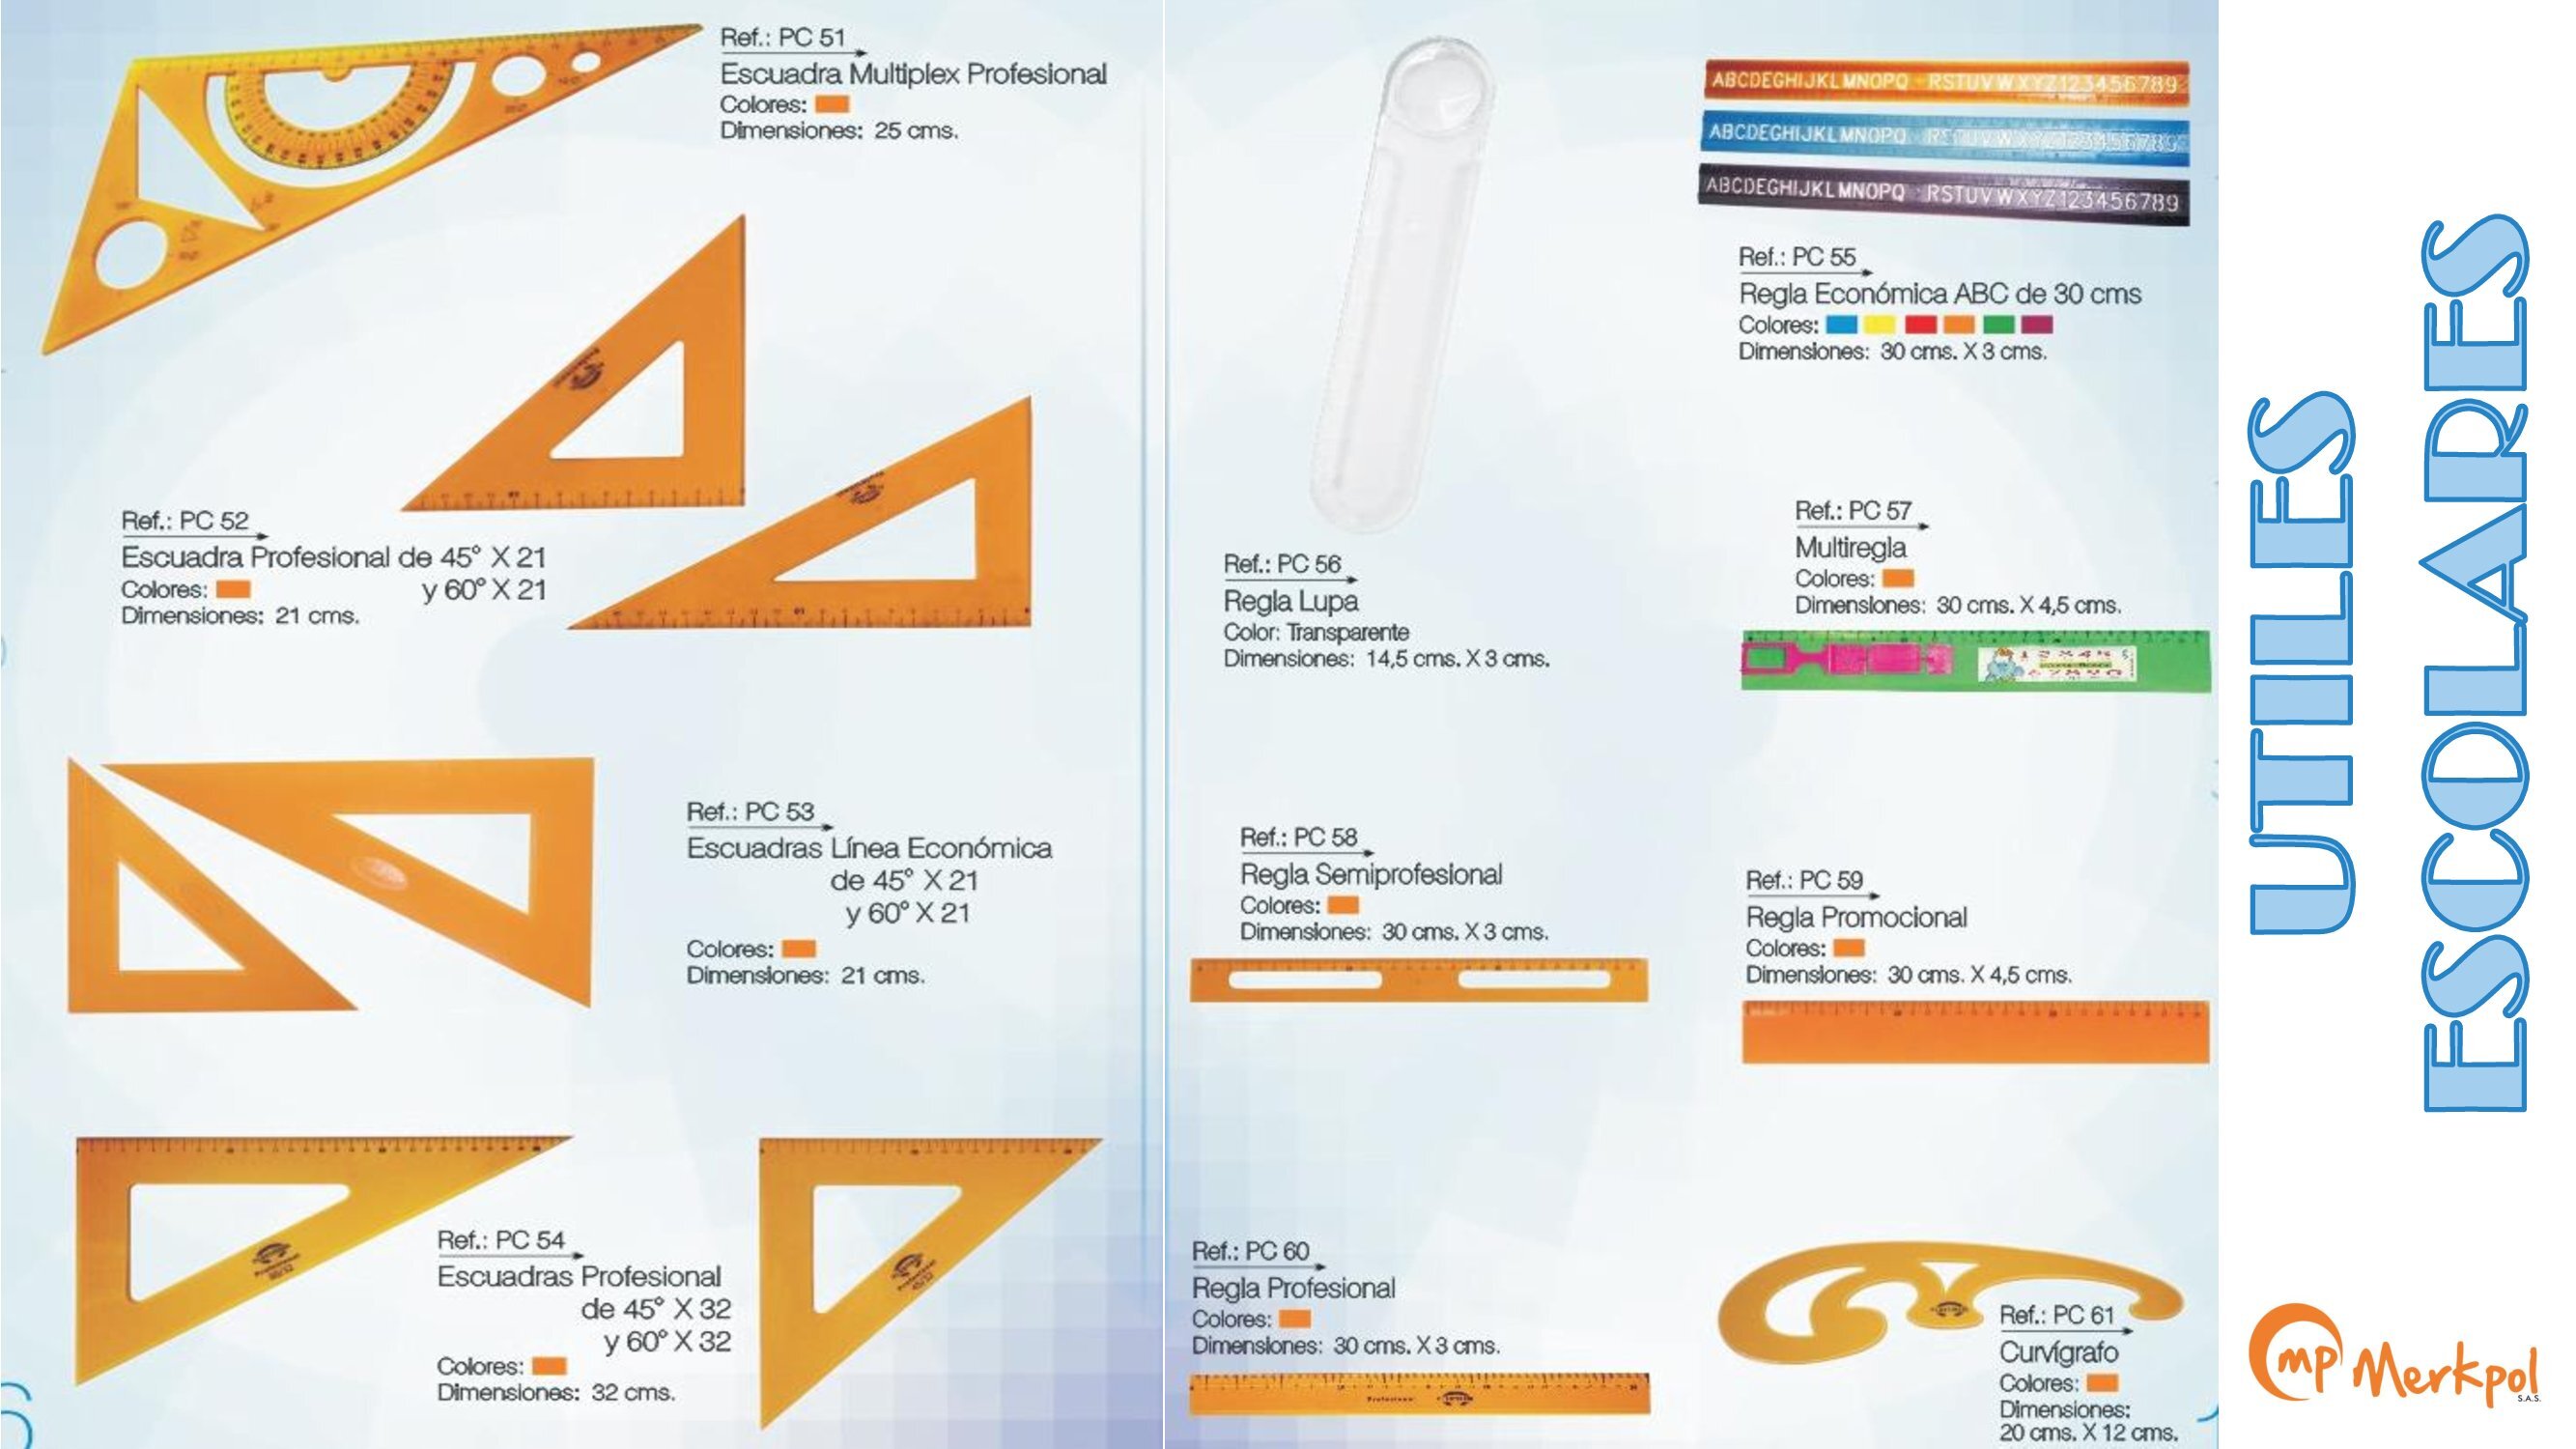 Ref.: PC 51
Escuadra Multiplex Profesional
Colores:
Dimensiones: 25 cms.
Ref.: PC 52
Escuadra Profesional de 45° X 21
y 60° X 21
Colores:
Dimensiones: 21 cms.
Ref.: PC 53
Escuadras Línea Económica
de 45° X 21
y 60° X 21
Colores:
Dimensiones: 21 cms.
Ref.: PC 54
Escuadras Profesional
de 45° X 32
y 60° X 32
Colores:
Dimensiones: 32 cms.
ABCDEGHIJKLMNOPQ RSTUVWXYZ123456789
ABCDEGHIJKLMNOPQ RSTUVWXYZ123456789
ABCDEGHIJKLMNOPQ RSTUVWXYZ123456789
Ref.: PC 55
Regla Económica ABC de 30 cms
Colores:
Dimensiones: 30 cms. X 3 cms.
Ref.: PC 56
Regla Lupa
Color: Transparente
Dimensiones: 14,5 cms. X 3 cms.
Ref.: PC 57
Multiregla
Colores:
Dimensiones: 30 cms. X 4,5 cms.
Ref.: PC 58
Regla Semiprofesional
Colores:
Dimensiones: 30 cms. X 3 cms.
Ref.: PC 59
Regla Promocional
Colores:
Dimensiones: 30 cms. X 4,5 cms.
Ref.: PC 60
Regla Profesional
Colores:
Dimensiones: 30 cms. X 3 cms.
Profesional
Ref.: PC 61
Curvígrafo
Colores:
Dimensiones:
20 cms. X 12 cms.
UTILES
ESCOLARES
mp Merkpol
S.A.S.